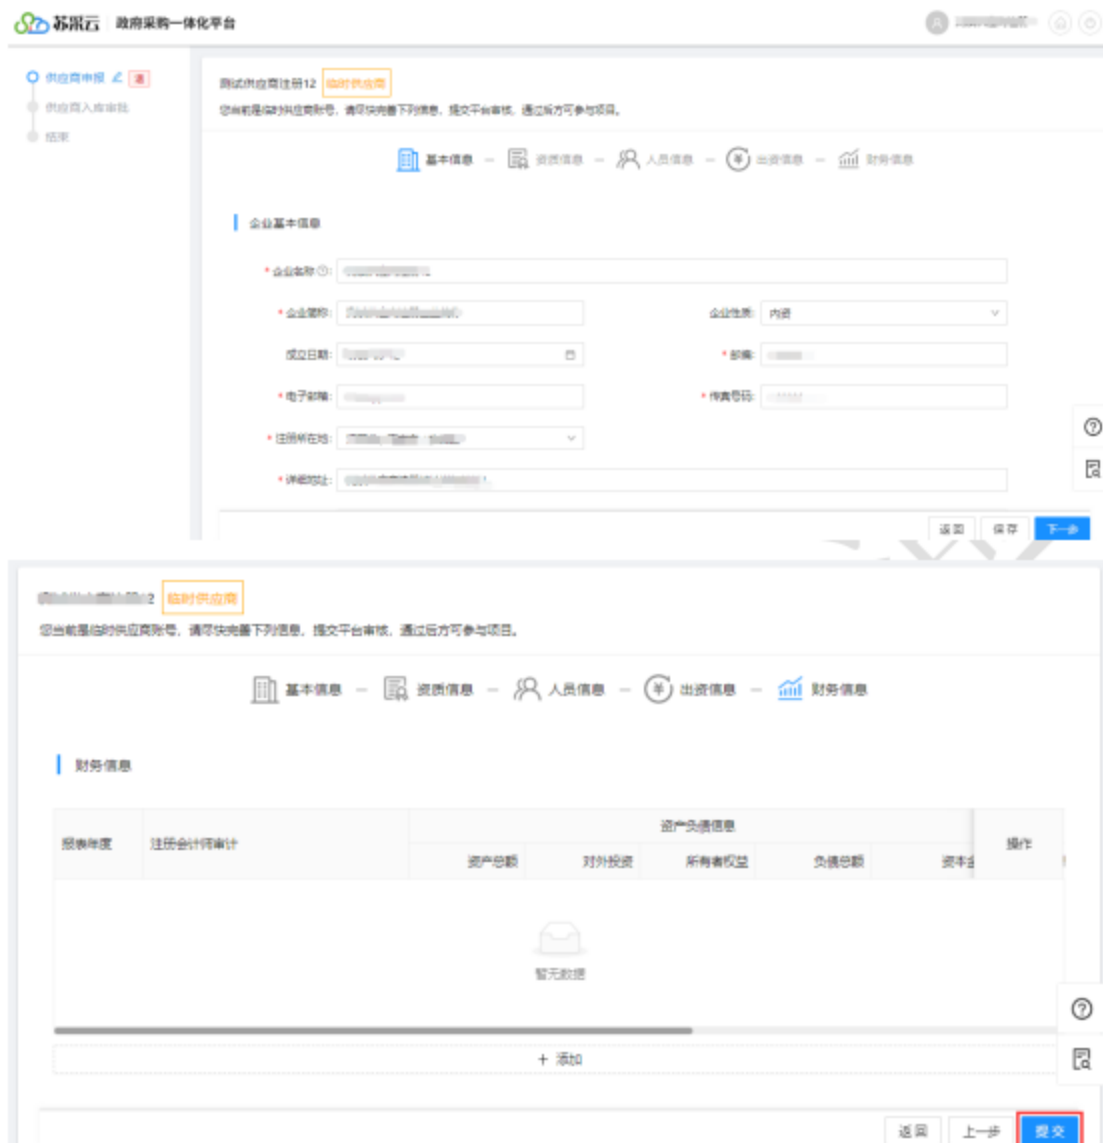 苏采云 政府采购一体化平台
供应商申报 退
供应商入库审批
结束
测试供应商注册12 临时供应商
您当前是临时供应商账号，请尽快完善下列信息，提交平台审核，通过后方可参与项目。
基本信息 资质信息 人员信息 出资信息 财务信息
企业基本信息
* 企业名称 :
* 企业简称 :
企业性质: 内资
成立日期:
* 邮编:
* 电子邮箱:
* 传真号码:
* 注册所在地:
* 详细地址:
返回 保存 下一步
2 临时供应商
您当前是临时供应商账号，请尽快完善下列信息，提交平台审核，通过后方可参与项目。
基本信息 资质信息 人员信息 出资信息 财务信息
财务信息
报表年度 注册会计师审计 资产负债信息 操作
资产总额 对外投资 所有者权益 负债总额 资本金
暂无数据
+ 添加
返回 上一步 提交